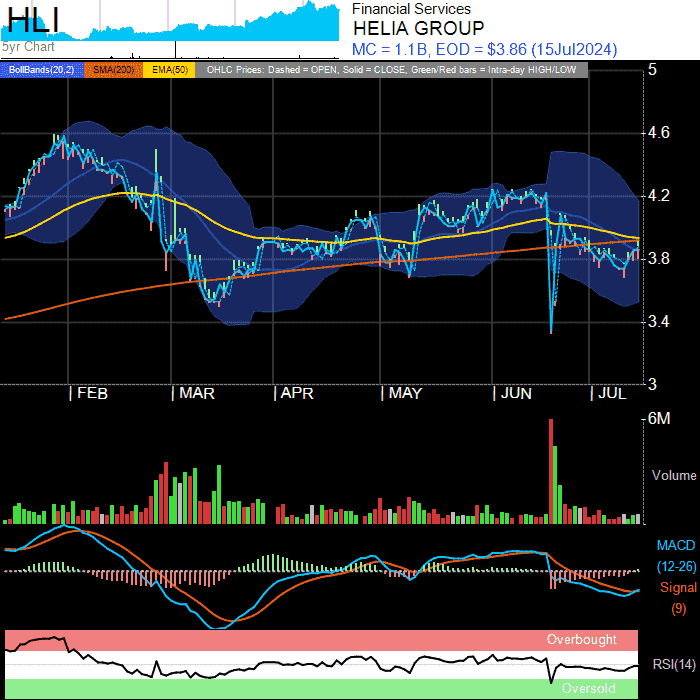 HLI
5yr Chart
Financial Services
HELIA GROUP
MC = 1.1B, EOD = $3.86 (15Jul2024)
BollBands(20,2) SMA(200) EMA(50) OHLC Prices: Dashed = OPEN, Solid = CLOSE, Green/Red bars = Intra-day HIGH/LOW
5
4.6
4.2
3.8
3.4
3
| FEB | MAR | APR | MAY | JUN | JUL
6M
Volume
MACD
(12-26)
Signal
(9)
Overbought
RSI(14)
Oversold